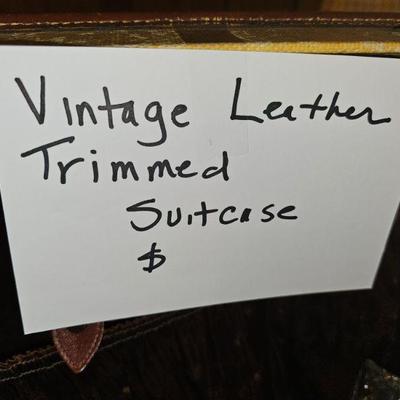 Vintage Leather
Trimmed
Suitcase
$